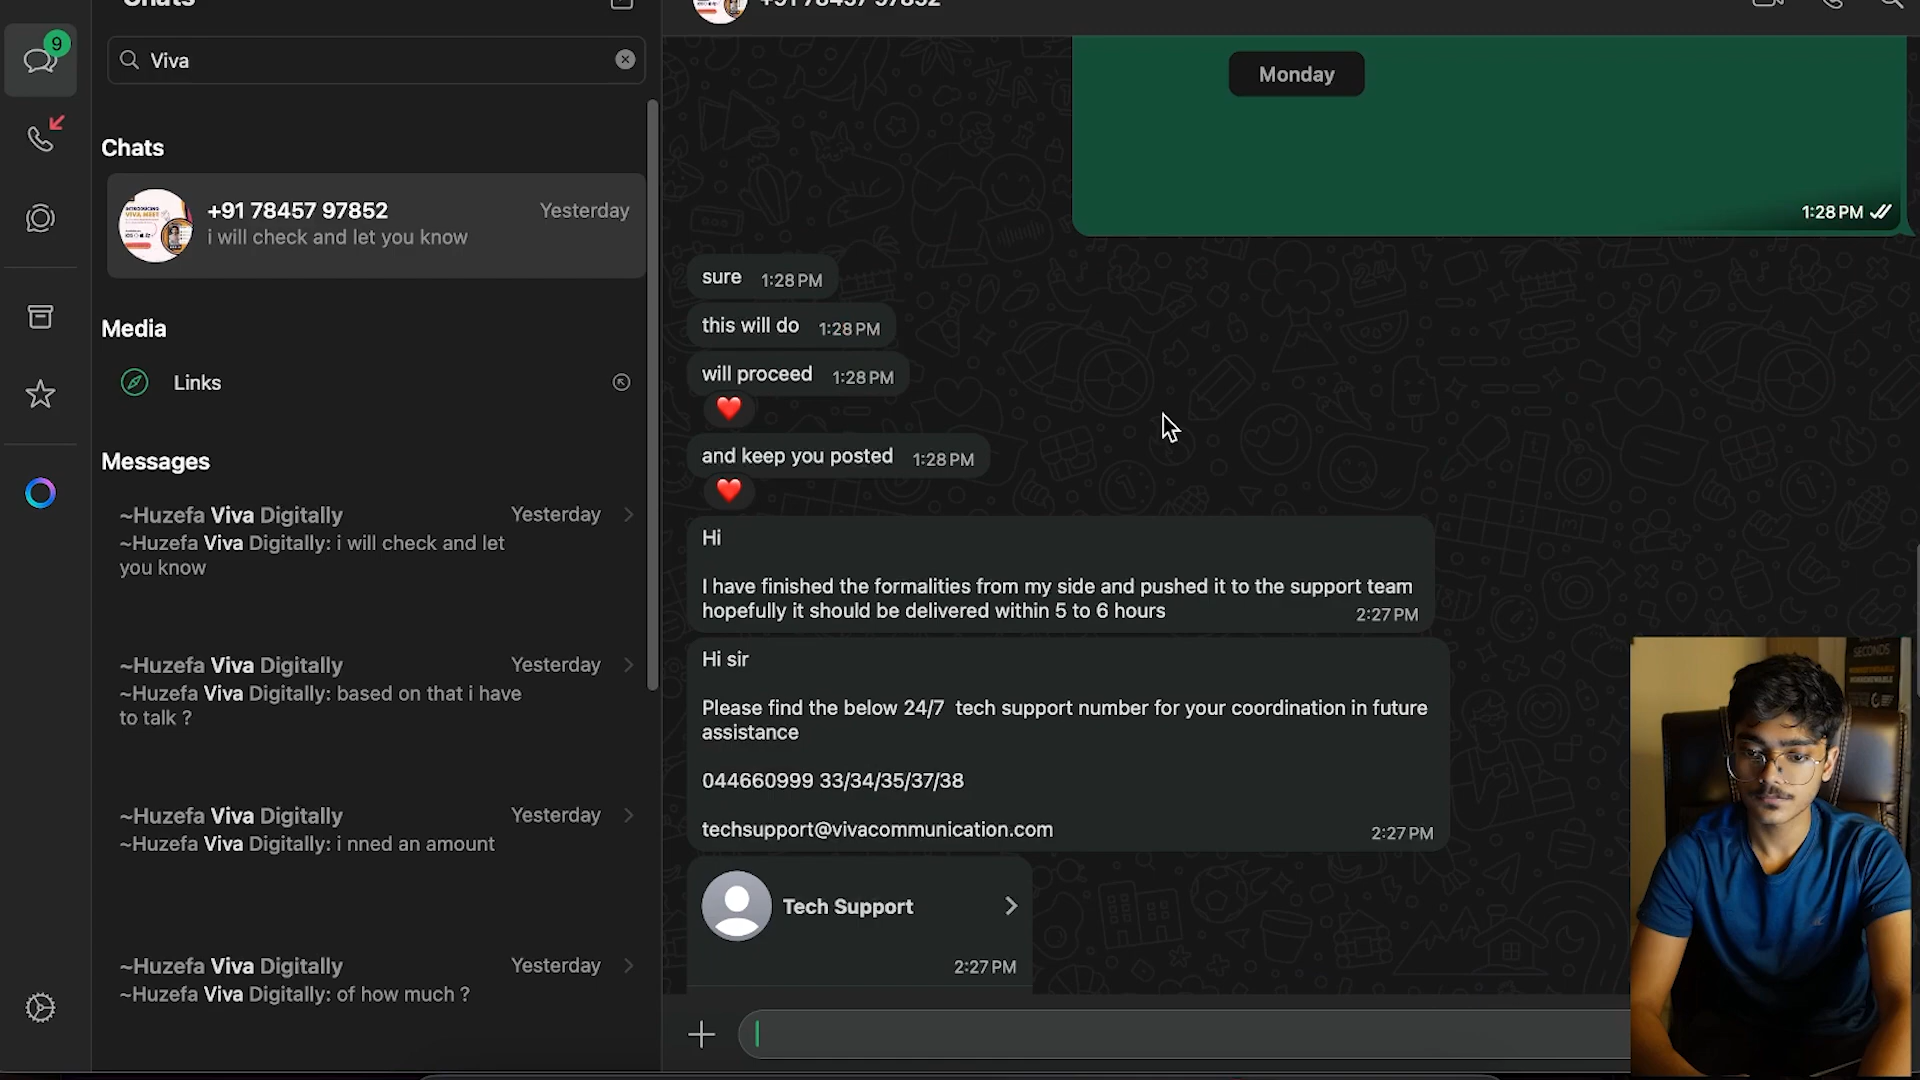 Chats
9
Viva
Chats
+91 78457 97852
Yesterday
i will check and let you know
Media
Links
Messages
~Huzefa Viva Digitally
Yesterday
~Huzefa Viva Digitally: i will check and let
you know
~Huzefa Viva Digitally
Yesterday
~Huzefa Viva Digitally: based on that i have
to talk ?
~Huzefa Viva Digitally
Yesterday
~Huzefa Viva Digitally: i nned an amount
~Huzefa Viva Digitally
Yesterday
~Huzefa Viva Digitally: of how much ?
+91 78457 97852
Monday
1:28 PM
sure 1:28 PM
this will do 1:28 PM
will proceed 1:28 PM
and keep you posted 1:28 PM
Hi
I have finished the formalities from my side and pushed it to the support team
hopefully it should be delivered within 5 to 6 hours
2:27 PM
Hi sir
Please find the below 24/7 tech support number for your coordination in future
assistance
044660999 33/34/35/37/38
techsupport@vivacommunication.com
2:27 PM
Tech Support
2:27 PM
SECONDS